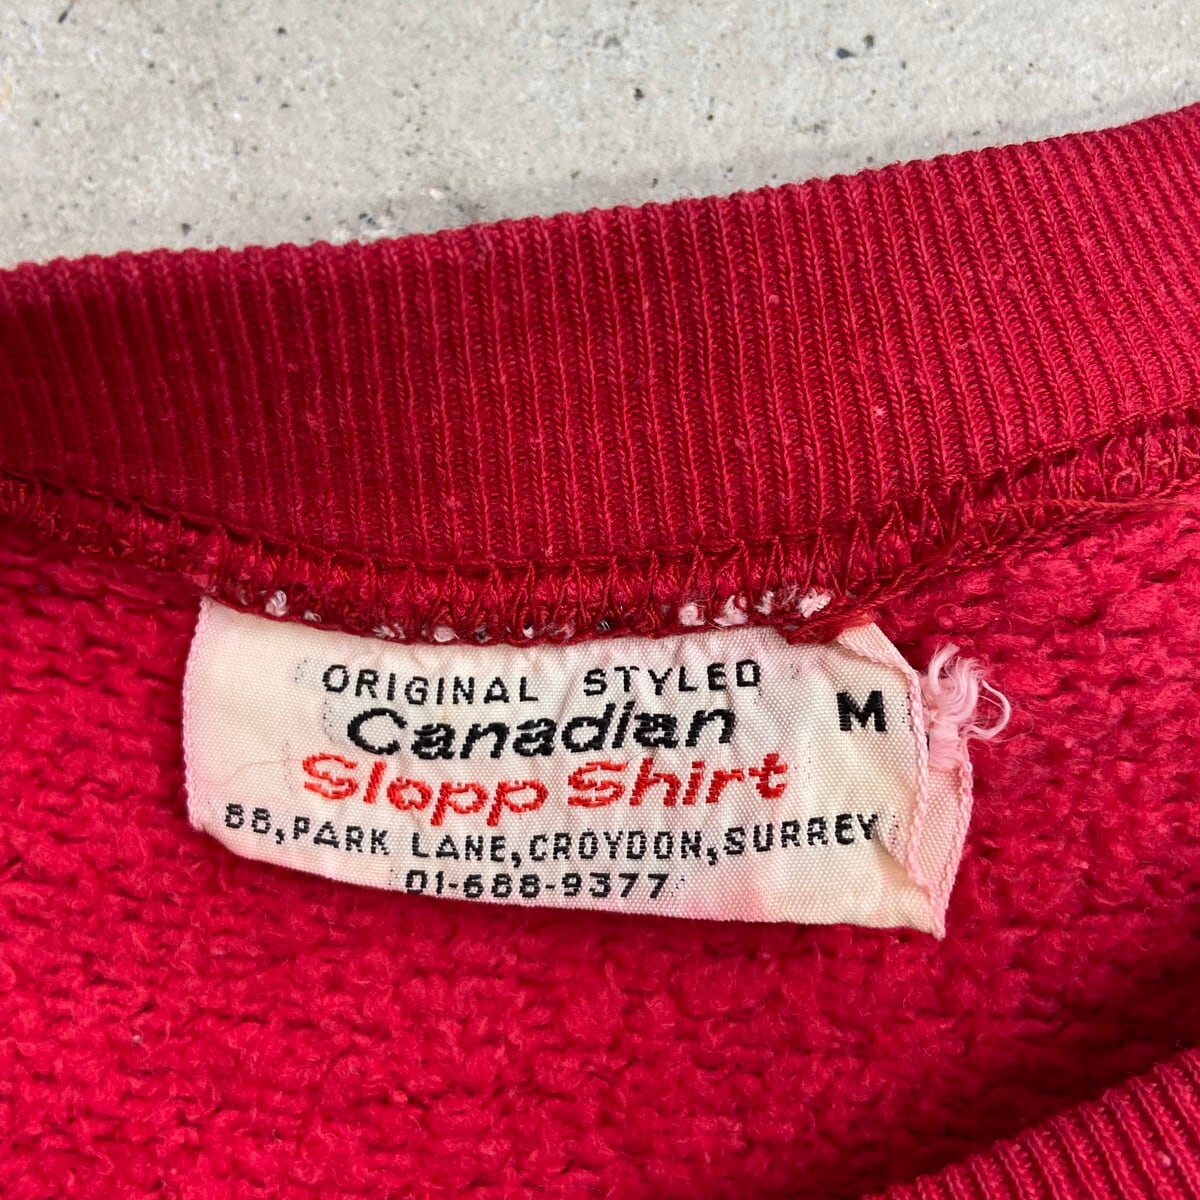 ORIGINAL STYLED
Canadian M
Slopp Shirt
88, PARK LANE, CROYDON, SURREY
01-688-9377